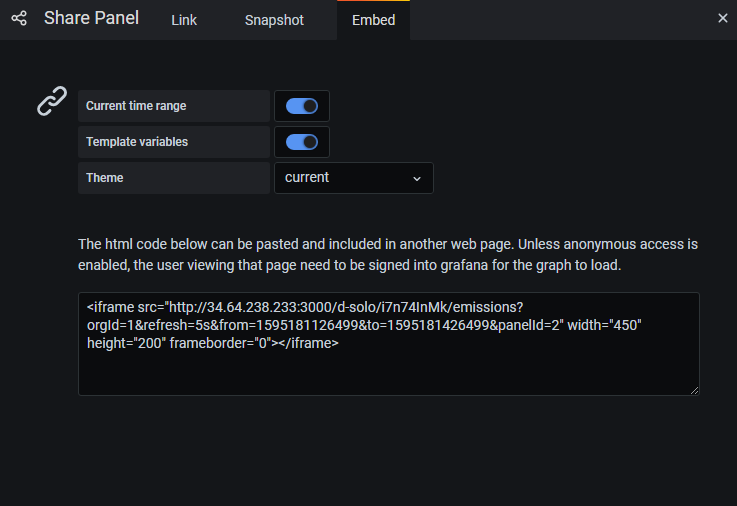 Share Panel Link Snapshot Embed
Current time range
Template variables
Theme current
The html code below can be pasted and included in another web page. Unless anonymous access is
enabled, the user viewing that page need to be signed into grafana for the graph to load.
<iframe src="http://34.64.238.233:3000/d-solo/i7n74InMk/emissions?
orgId=1&refresh=5s&from=1595181126499&to=1595181426499&panelId=2" width="450"
height="200" frameborder="0"></iframe>